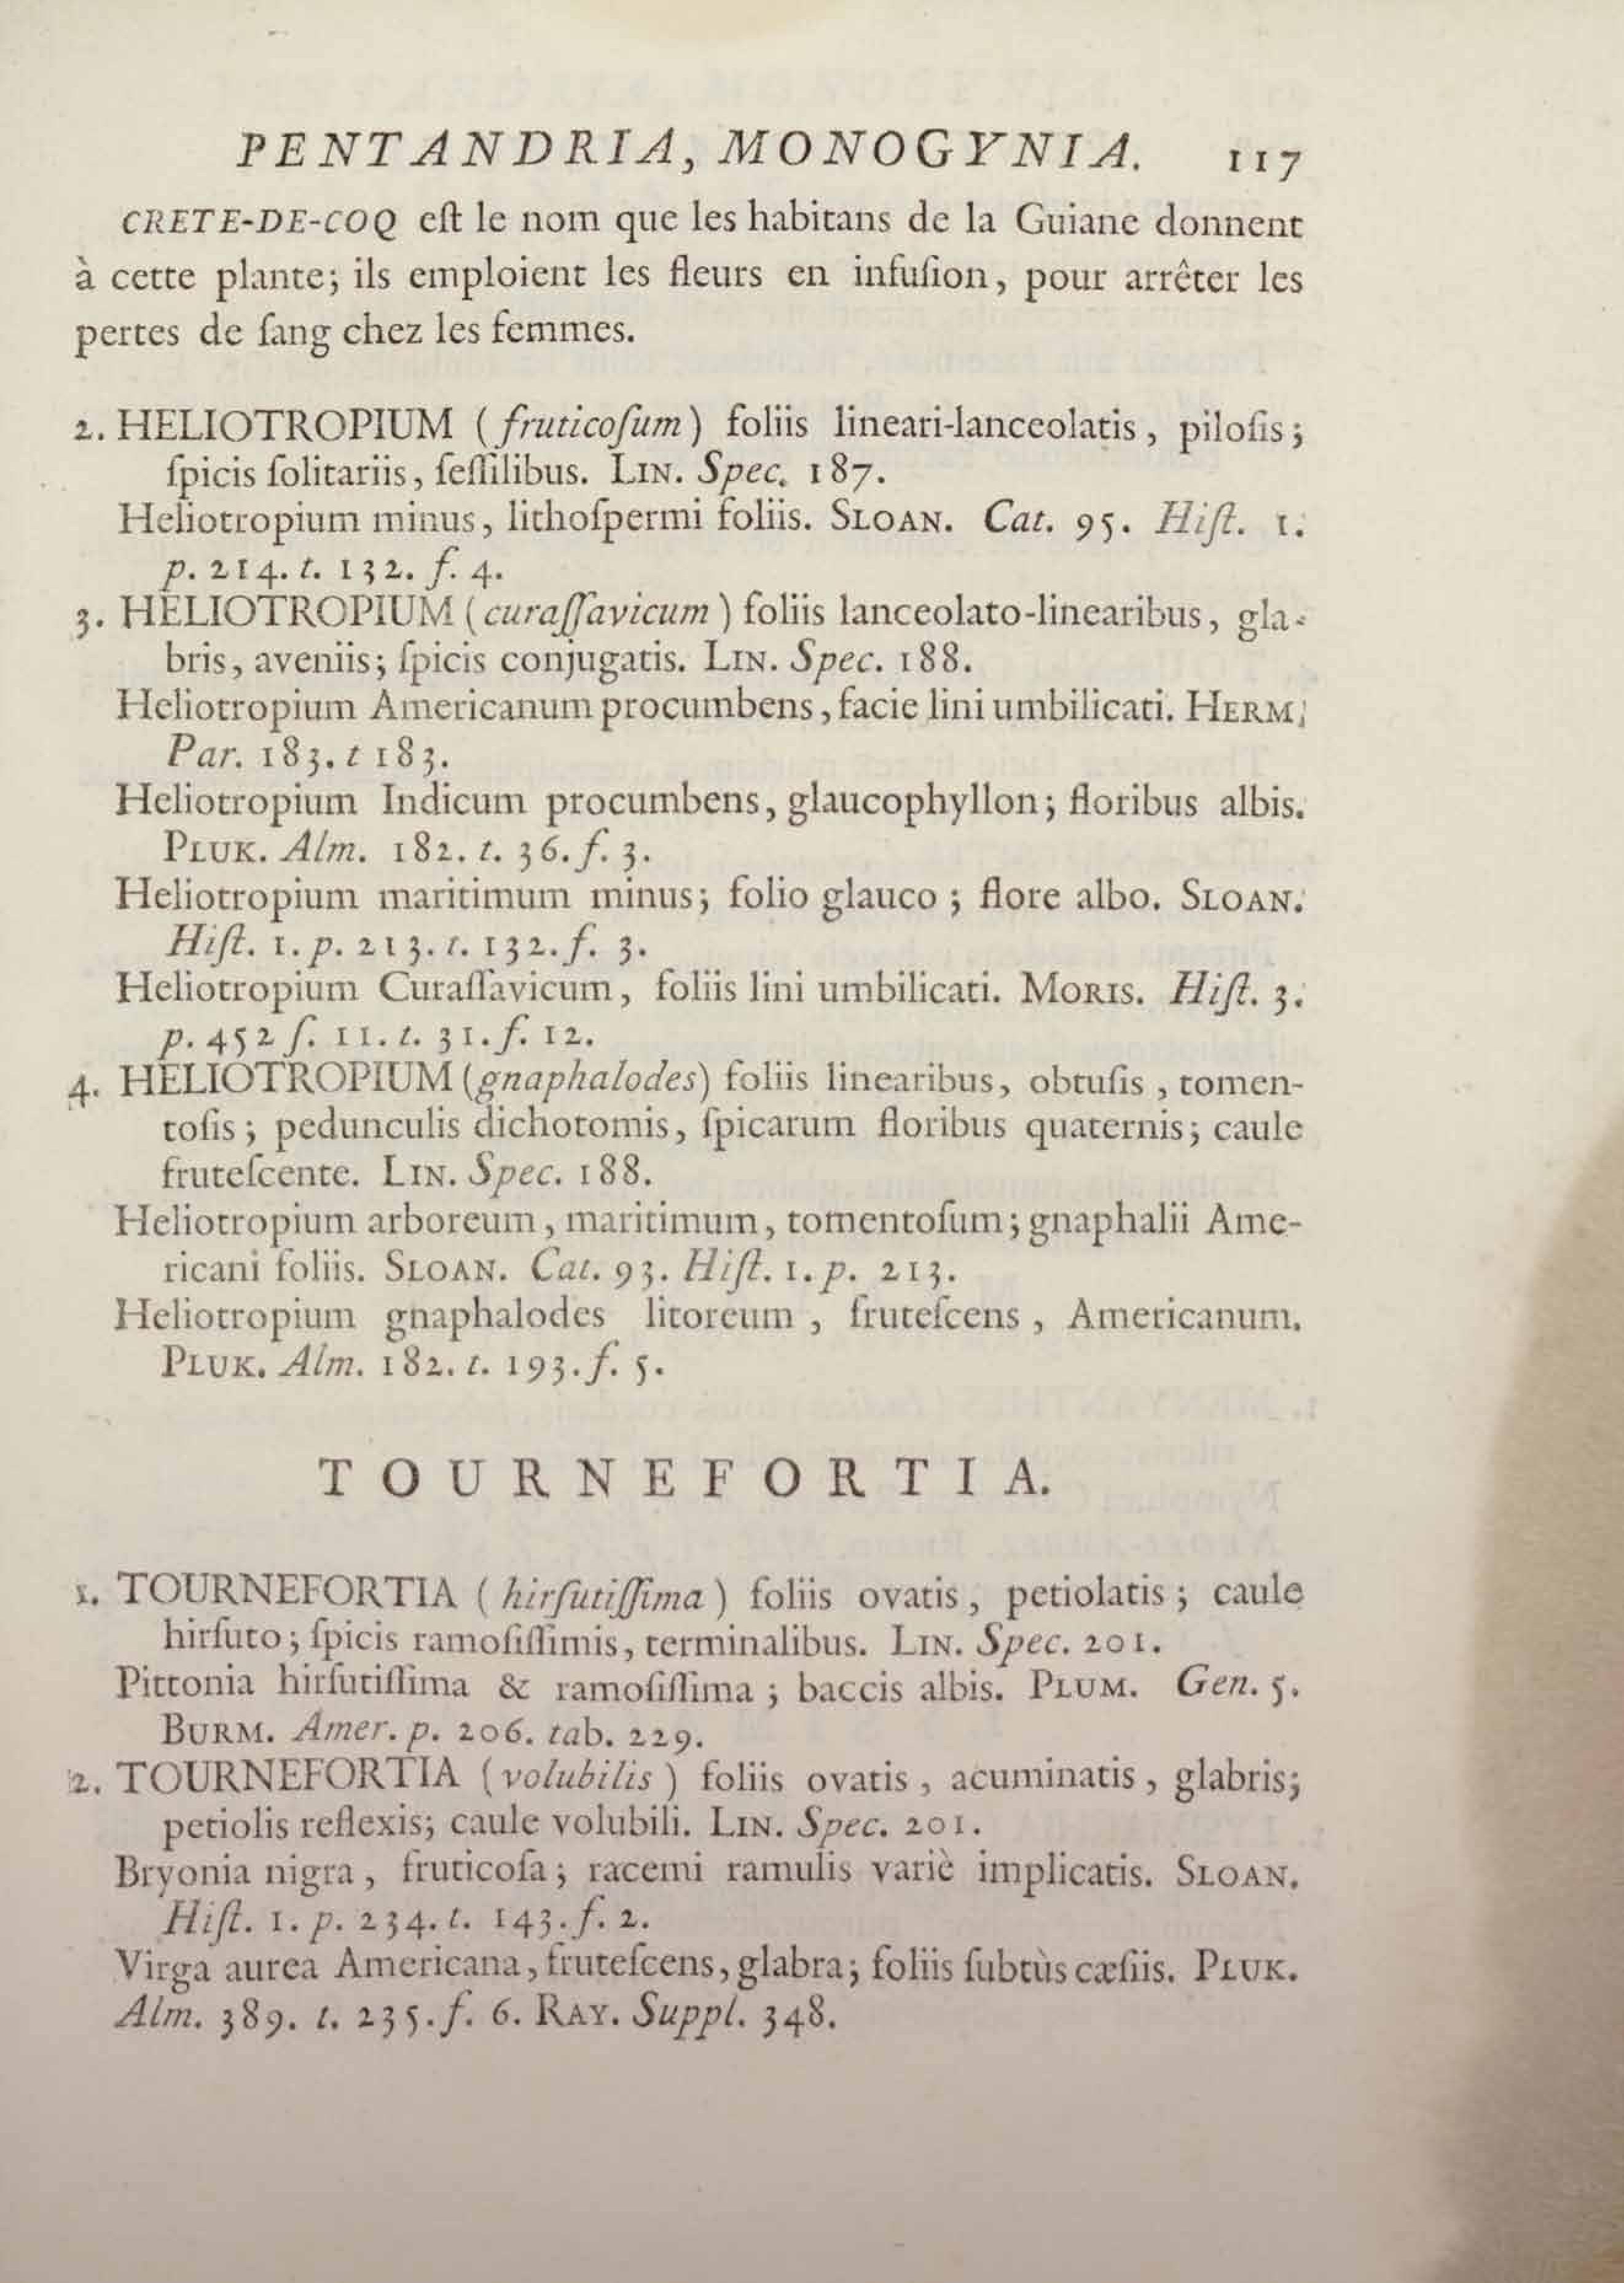 PENTANDRIA, MONOGYNIA. 117
CRETE-DE-COQ eſt le nom que les habitans de la Guiane donnent
à cette plante; ils emploient les fleurs en infuſion, pour arrêter les
pertes de ſang chez les femmes.
2. HELIOTROPIUM (fruticoſum) foliis lineari-lanceolatis, piloſis;
ſpicis ſolitariis, ſeſſilibus. LIN. Spec. 187.
Heliotropium minus, lithoſpermi foliis. SLOAN. Cat. 95. Hiſt. 1.
p. 214. t. 132. f. 4.
3. HELIOTROPIUM (curaſſavicum) foliis lanceolato-linearibus, gla-
bris, aveniis; ſpicis conjugatis. LIN. Spec. 188.
Heliotropium Americanum procumbens, facie lini umbilicati. HERM.
Par. 183. t 183.
Heliotropium Indicum procumbens, glaucophyllon; floribus albis.
PLUK. Alm. 182. t. 36. f. 3.
Heliotropium maritimum minus; folio glauco; flore albo. SLOAN.
Hiſt. 1. p. 213. t. 132. f. 3.
Heliotropium Curaſſavicum, foliis lini umbilicati. MORIS. Hiſt. 3.
p. 452 ſ. 11. t. 31. f. 12.
4. HELIOTROPIUM (gnaphalodes) foliis linearibus, obtuſis, tomen-
toſis; pedunculis dichotomis, ſpicarum floribus quaternis; caule
fruteſcente. LIN. Spec. 188.
Heliotropium arboreum, maritimum, tomentoſum; gnaphalii Ame-
ricani foliis. SLOAN. Cat. 93. Hiſt. 1. p. 213.
Heliotropium gnaphalodes litoreum, fruteſcens, Americanum.
PLUK. Alm. 182. t. 193. f. 5.
TOURNEFORTIA.
1. TOURNEFORTIA (hirſutiſſima) foliis ovatis, petiolatis; caule
hirſuto; ſpicis ramoſiſſimis, terminalibus. LIN. Spec. 201.
Pittonia hirſutiſſima & ramoſiſſima; baccis albis. PLUM. Gen. 5.
BURM. Amer. p. 206. tab. 229.
2. TOURNEFORTIA (volubilis) foliis ovatis, acuminatis, glabris;
petiolis reflexis; caule volubili. LIN. Spec. 201.
Bryonia nigra, fruticoſa; racemi ramulis variè implicatis. SLOAN.
Hiſt. 1. p. 234. t. 143. f. 2.
Virga aurea Americana, fruteſcens, glabra; foliis ſubtùs cæſiis. PLUK.
Alm. 389. t. 235. f. 6. RAY. Suppl. 348.